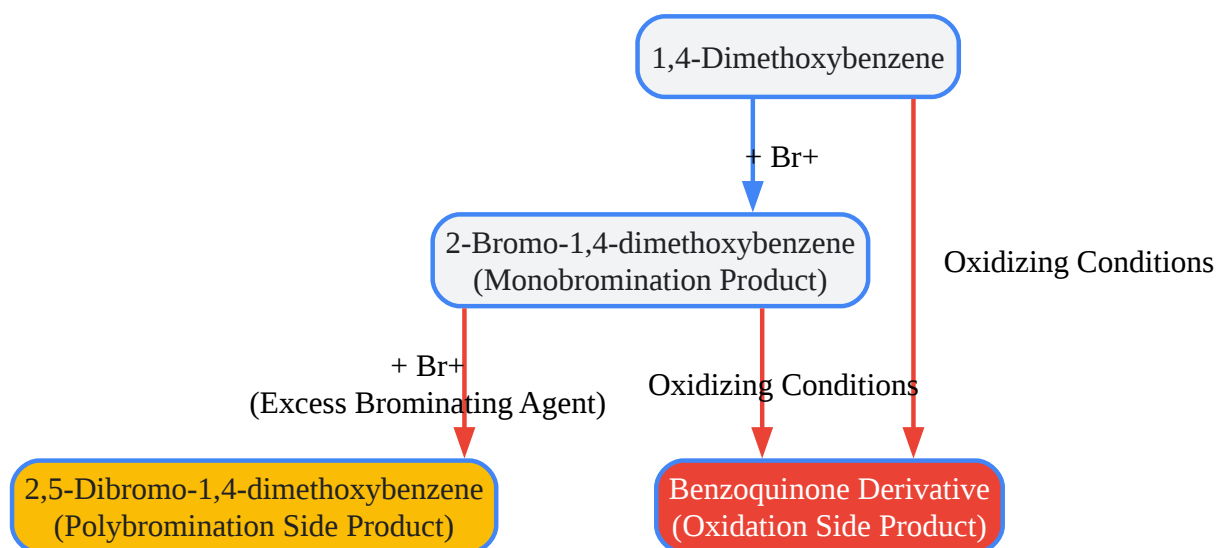 1,4-Dimethoxybenzene
+ Br+
2-Bromo-1,4-dimethoxybenzene
(Monobromination Product)
Oxidizing Conditions
+ Br+
(Excess Brominating Agent)
Oxidizing Conditions
2,5-Dibromo-1,4-dimethoxybenzene
(Polybromination Side Product)
Benzoquinone Derivative
(Oxidation Side Product)